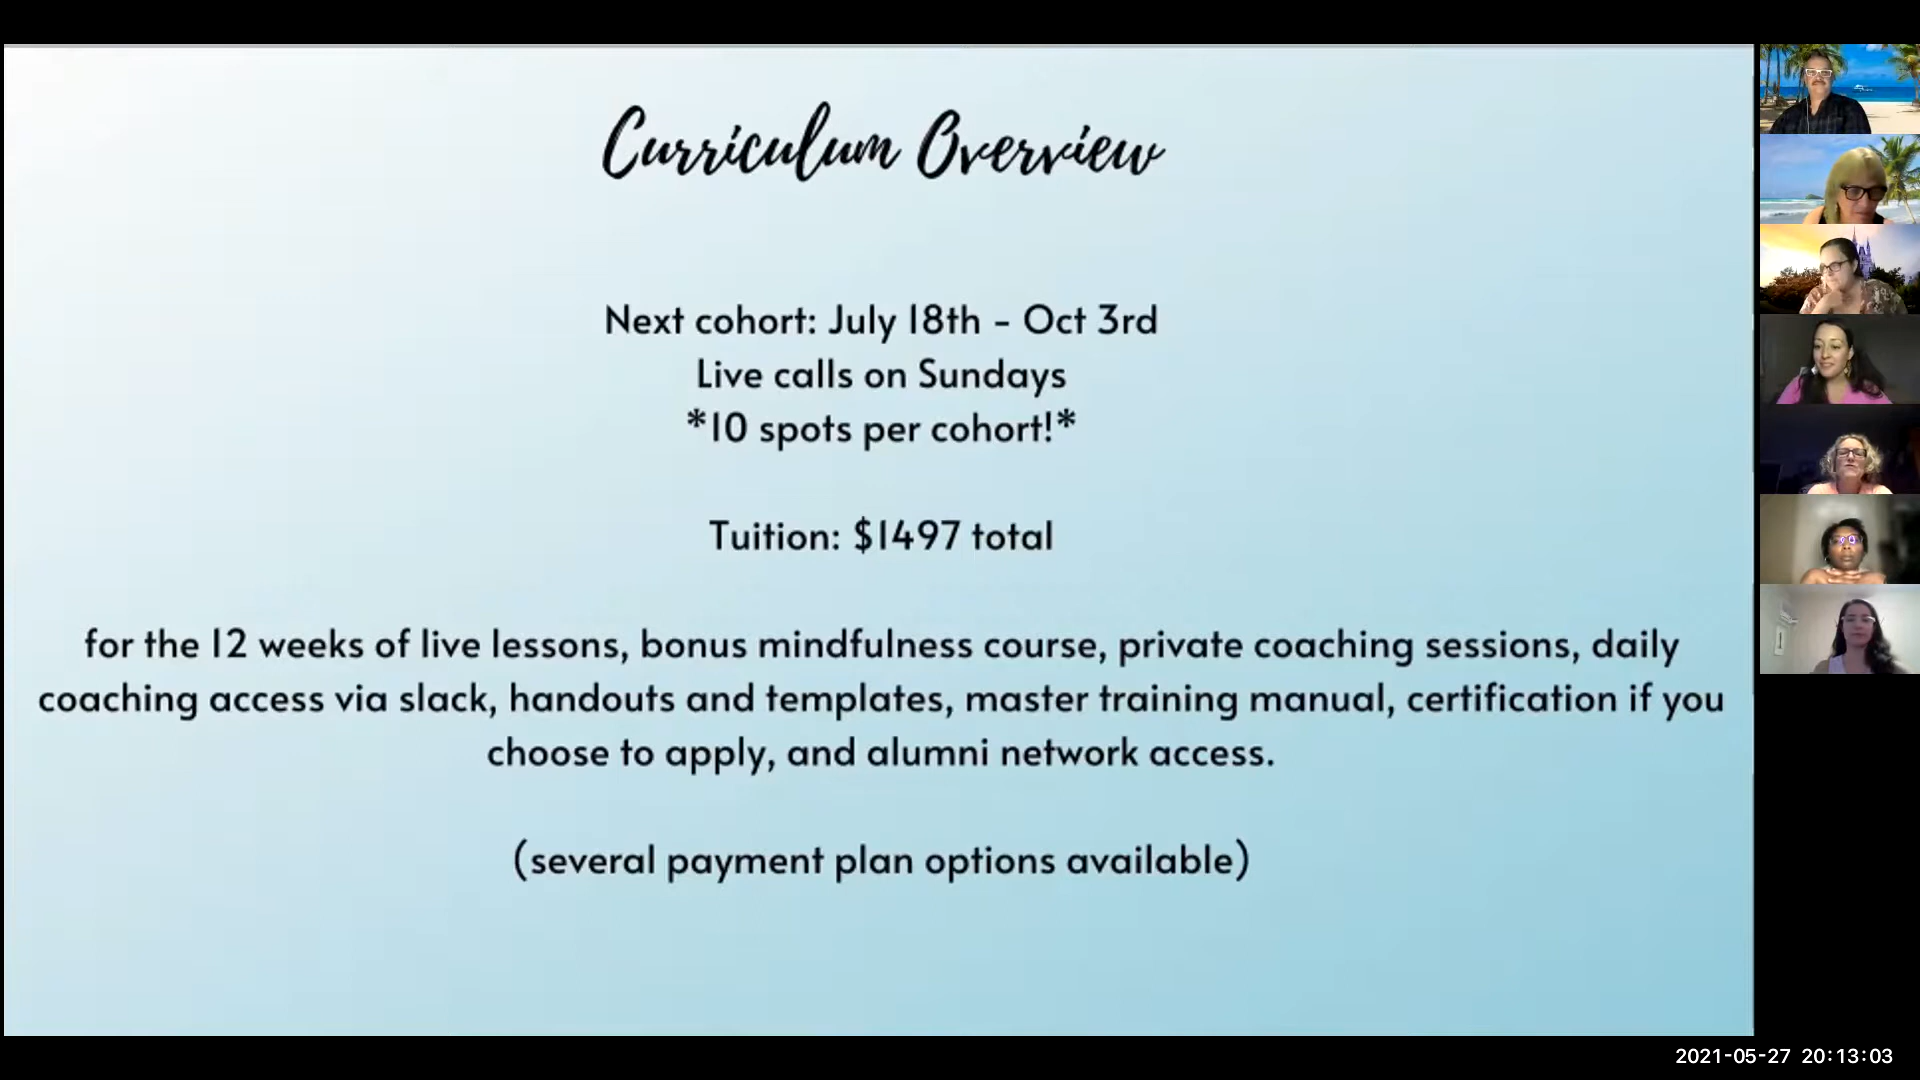 Curriculum Overview
Next cohort: July 18th - Oct 3rd
Live calls on Sundays
*10 spots per cohort!*
Tuition: $1497 total
for the 12 weeks of live lessons, bonus mindfulness course, private coaching sessions, daily
coaching access via slack, handouts and templates, master training manual, certification if you
choose to apply, and alumni network access.
(several payment plan options available)
2021-05-27 20:13:03